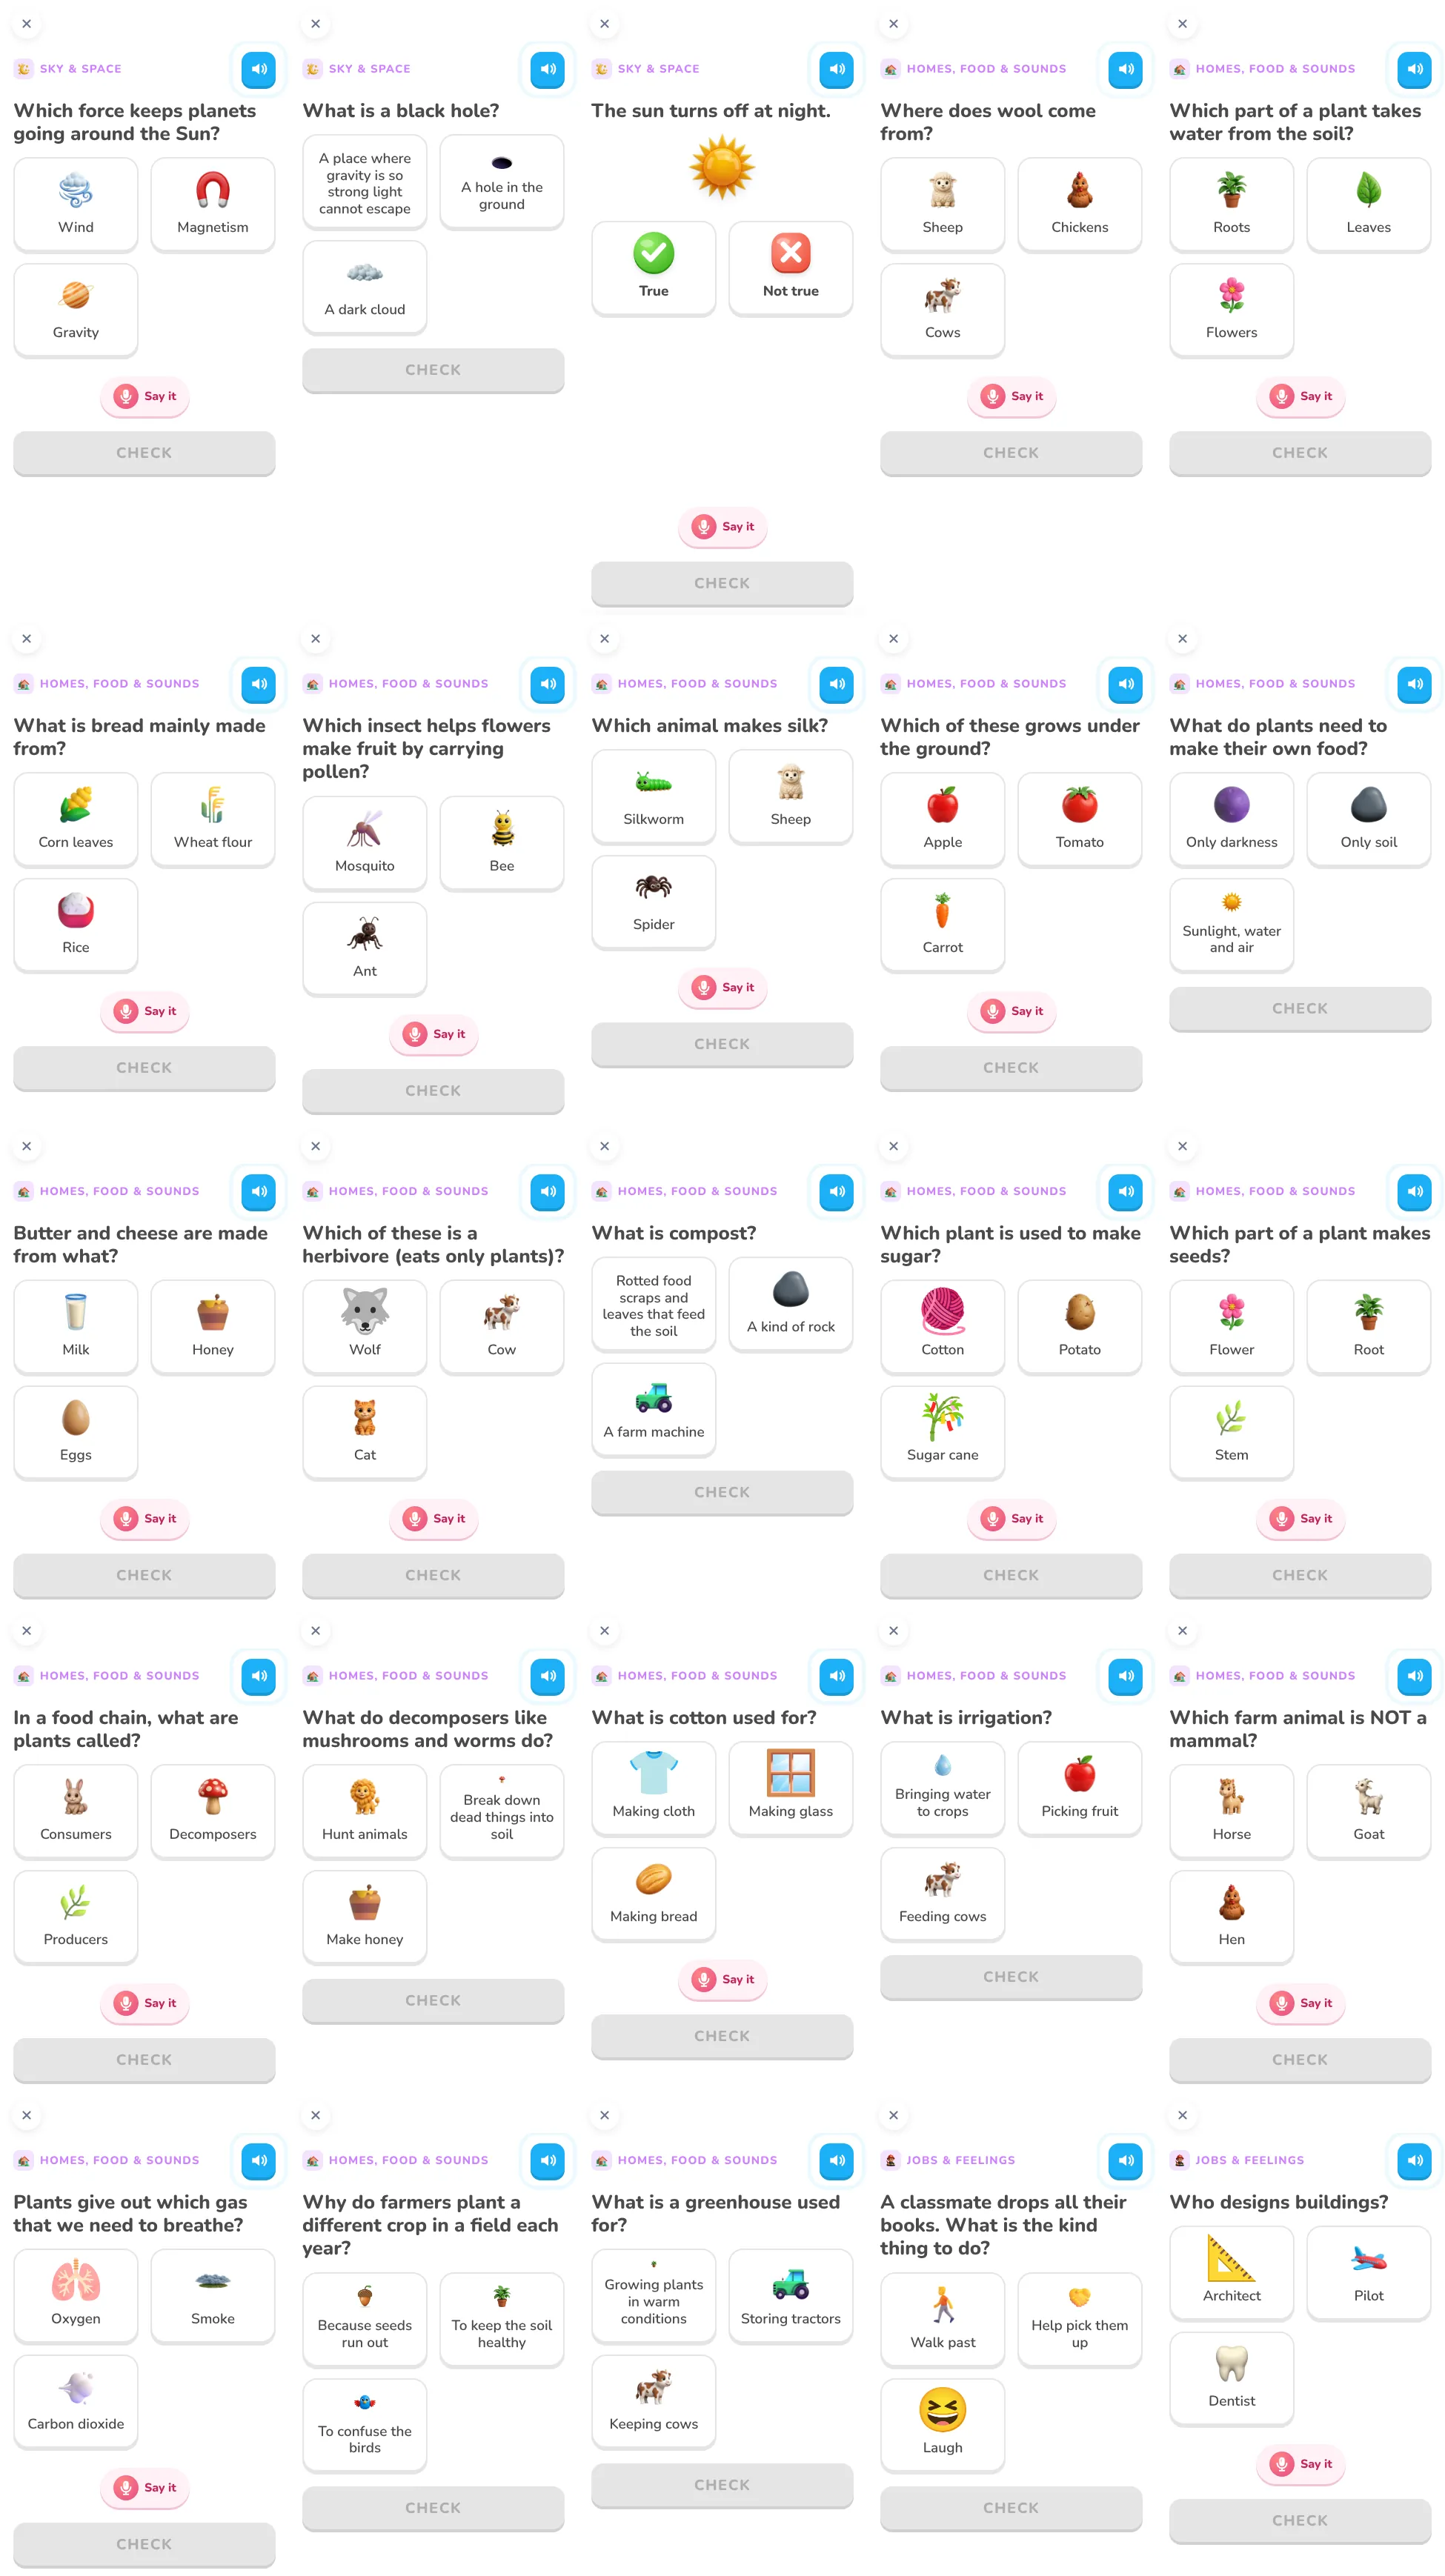 SKY & SPACE
Which force keeps planets
going around the Sun?
Wind
Magnetism
Gravity
Say it
CHECK
SKY & SPACE
What is a black hole?
A place where
gravity is so
strong light
cannot escape
A hole in the
ground
A dark cloud
CHECK
SKY & SPACE
The sun turns off at night.
True
Not true
Say it
CHECK
HOMES, FOOD & SOUNDS
Where does wool come
from?
Sheep
Chickens
Cows
Say it
CHECK
HOMES, FOOD & SOUNDS
Which part of a plant takes
water from the soil?
Roots
Leaves
Flowers
Say it
CHECK
HOMES, FOOD & SOUNDS
What is bread mainly made
from?
Corn leaves
Wheat flour
Rice
Say it
CHECK
HOMES, FOOD & SOUNDS
Which insect helps flowers
make fruit by carrying
pollen?
Mosquito
Bee
Ant
Say it
CHECK
HOMES, FOOD & SOUNDS
Which animal makes silk?
Silkworm
Sheep
Spider
Say it
CHECK
HOMES, FOOD & SOUNDS
Which of these grows under
the ground?
Apple
Tomato
Carrot
Say it
CHECK
HOMES, FOOD & SOUNDS
What do plants need to
make their own food?
Only darkness
Only soil
Sunlight, water
and air
CHECK
HOMES, FOOD & SOUNDS
Butter and cheese are made
from what?
Milk
Honey
Eggs
Say it
CHECK
HOMES, FOOD & SOUNDS
Which of these is a
herbivore (eats only plants)?
Wolf
Cow
Cat
Say it
CHECK
HOMES, FOOD & SOUNDS
What is compost?
Rotted food
scraps and
leaves that feed
the soil
A kind of rock
A farm machine
CHECK
HOMES, FOOD & SOUNDS
Which plant is used to make
sugar?
Cotton
Potato
Sugar cane
Say it
CHECK
HOMES, FOOD & SOUNDS
Which part of a plant makes
seeds?
Flower
Root
Stem
Say it
CHECK
HOMES, FOOD & SOUNDS
In a food chain, what are
plants called?
Consumers
Decomposers
Producers
Say it
CHECK
HOMES, FOOD & SOUNDS
What do decomposers like
mushrooms and worms do?
Hunt animals
Break down
dead things into
soil
Make honey
CHECK
HOMES, FOOD & SOUNDS
What is cotton used for?
Making cloth
Making glass
Making bread
Say it
CHECK
HOMES, FOOD & SOUNDS
What is irrigation?
Bringing water
to crops
Picking fruit
Feeding cows
CHECK
HOMES, FOOD & SOUNDS
Which farm animal is NOT a
mammal?
Horse
Goat
Hen
Say it
CHECK
HOMES, FOOD & SOUNDS
Plants give out which gas
that we need to breathe?
Oxygen
Smoke
Carbon dioxide
Say it
CHECK
HOMES, FOOD & SOUNDS
Why do farmers plant a
different crop in a field each
year?
Because seeds
run out
To keep the soil
healthy
To confuse the
birds
CHECK
HOMES, FOOD & SOUNDS
What is a greenhouse used
for?
Growing plants
in warm
conditions
Storing tractors
Keeping cows
CHECK
JOBS & FEELINGS
A classmate drops all their
books. What is the kind
thing to do?
Walk past
Help pick them
up
Laugh
CHECK
JOBS & FEELINGS
Who designs buildings?
Architect
Pilot
Dentist
Say it
CHECK